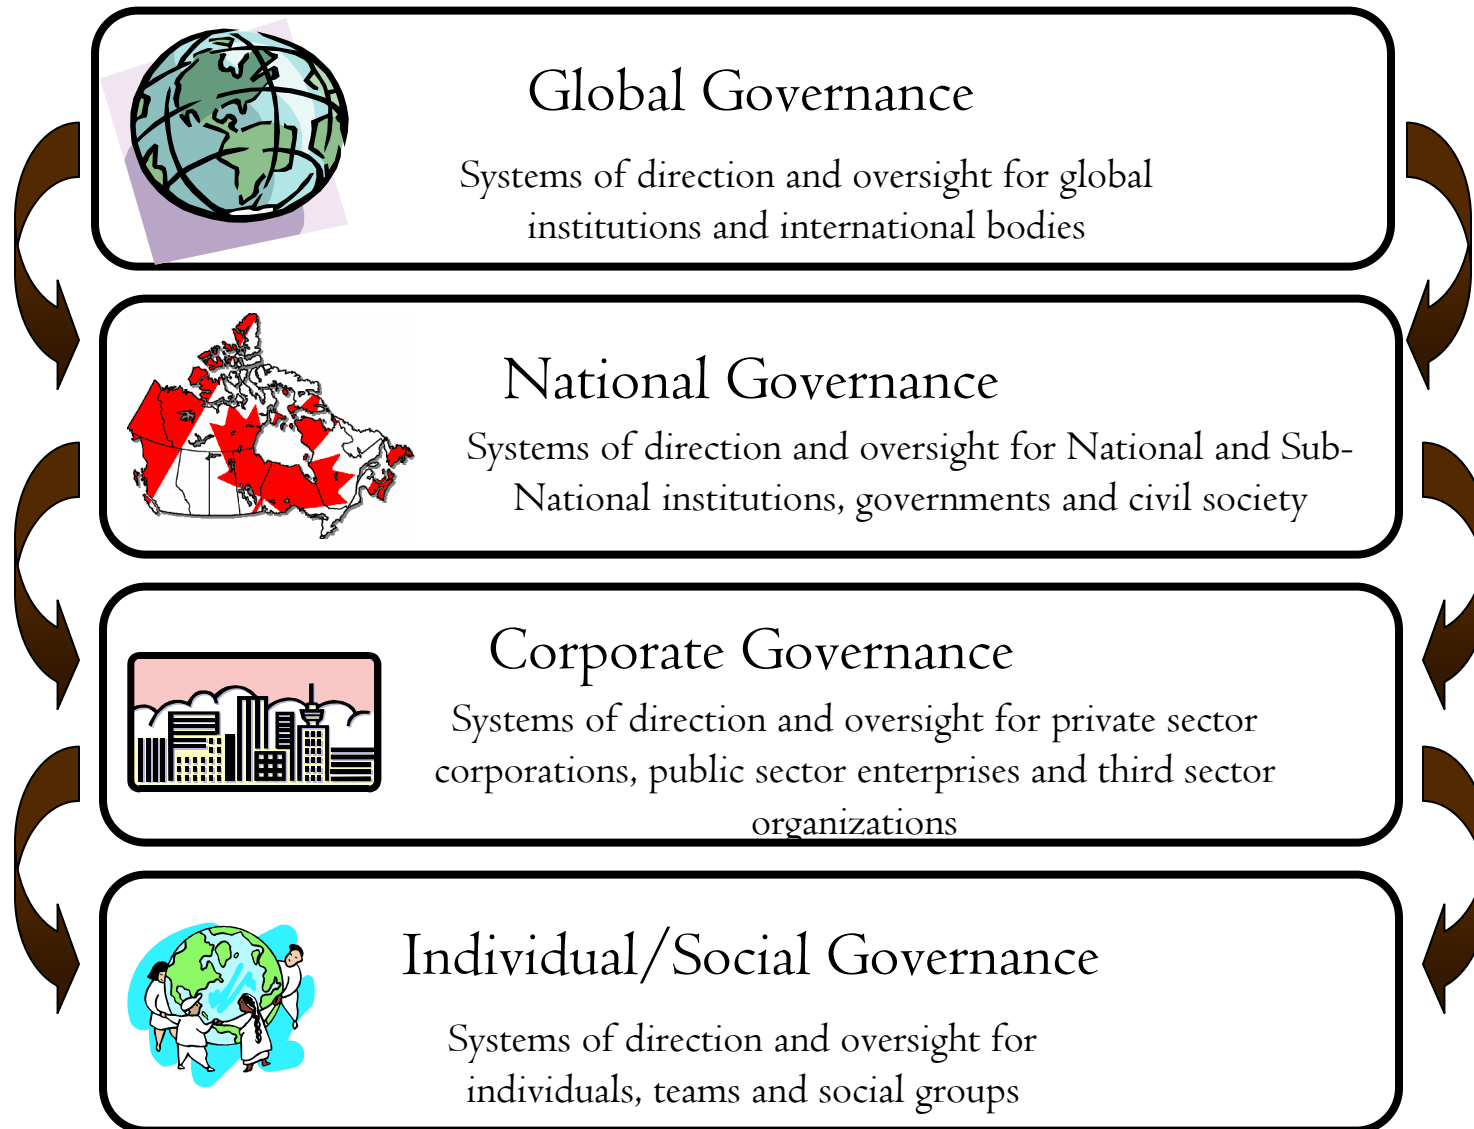 Global Governance
Systems of direction and oversight for global
institutions and international bodies
National Governance
Systems of direction and oversight for National and Sub-
National institutions, governments and civil society
Corporate Governance
Systems of direction and oversight for private sector
corporations, public sector enterprises and third sector
organizations
Individual/Social Governance
Systems of direction and oversight for
individuals, teams and social groups